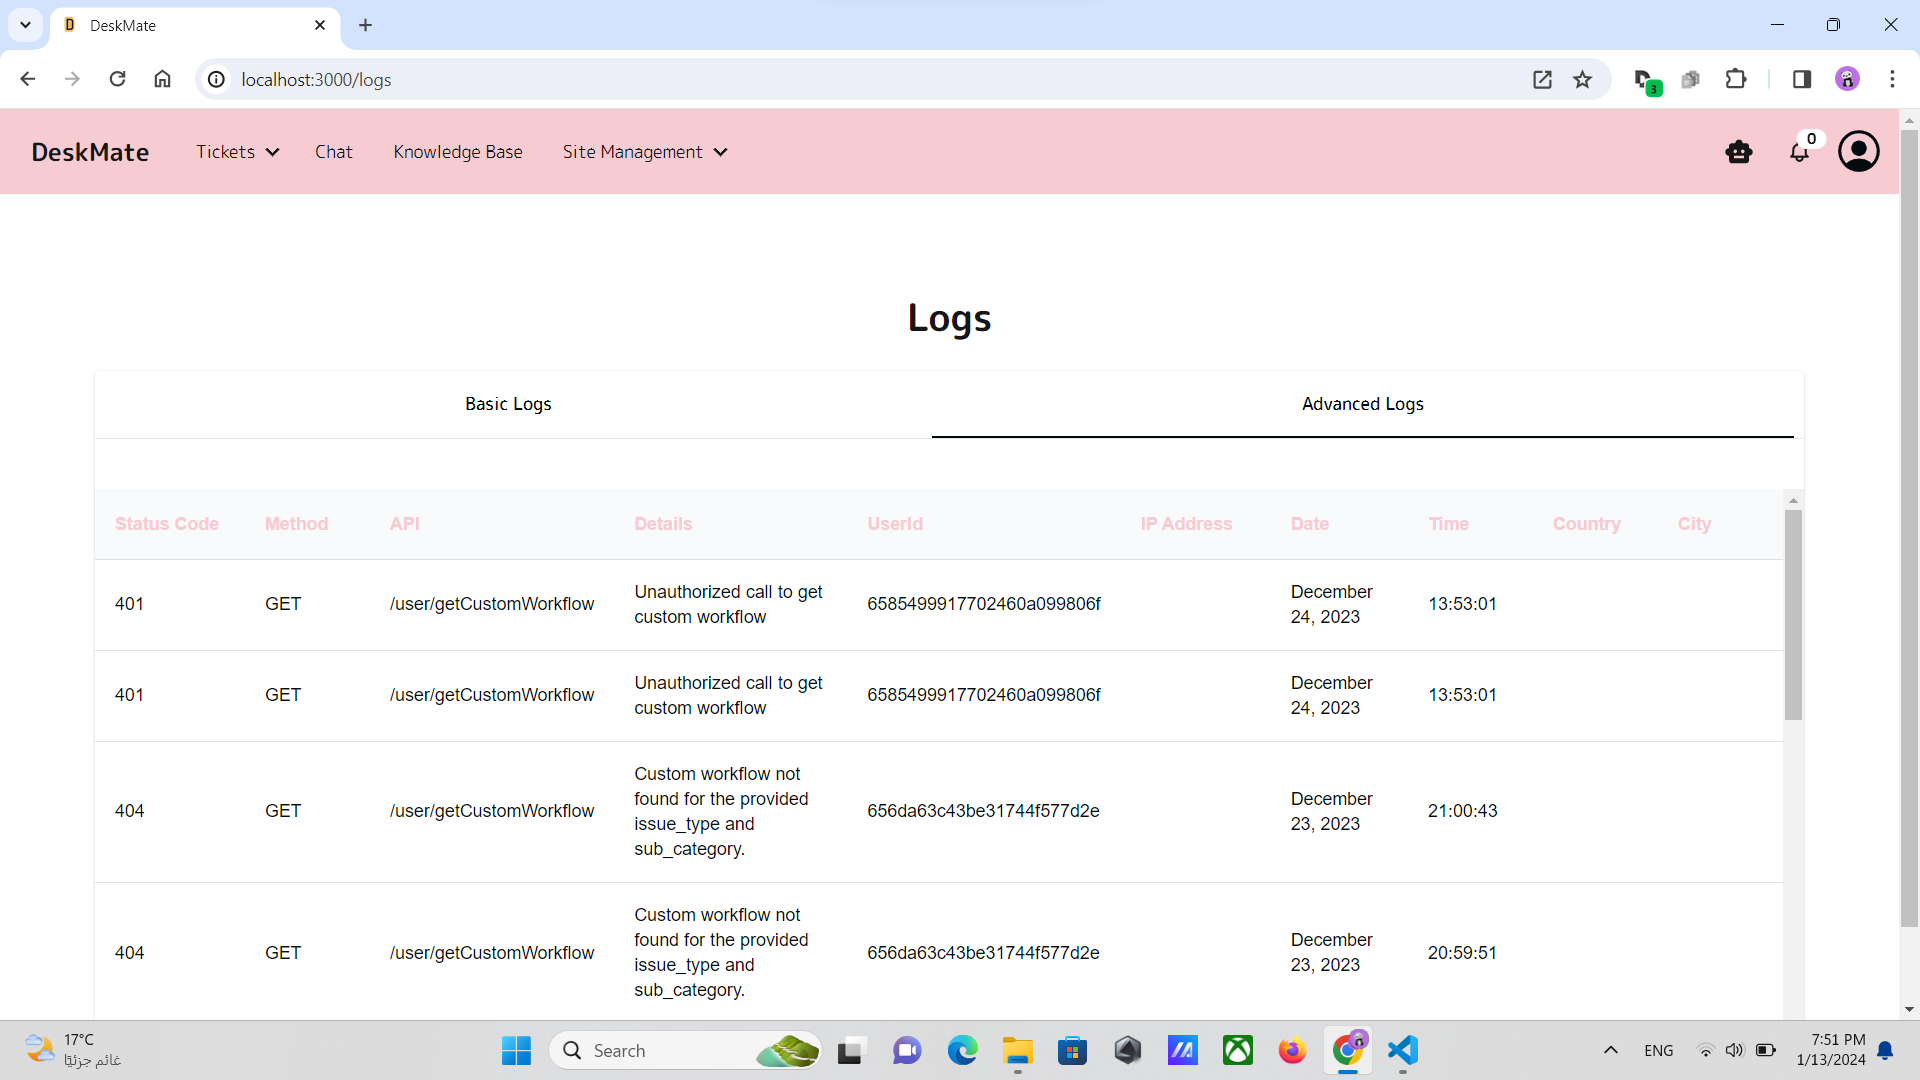 DeskMate
localhost:3000/logs
3
DeskMate
Tickets
Chat
Knowledge Base
Site Management
0
Logs
Basic Logs
Advanced Logs
Status Code Method API Details UserId IP Address Date Time Country City
401 GET /user/getCustomWorkflow Unauthorized call to get custom workflow 6585499917702460a099806f December 24, 2023 13:53:01
401 GET /user/getCustomWorkflow Unauthorized call to get custom workflow 6585499917702460a099806f December 24, 2023 13:53:01
404 GET /user/getCustomWorkflow Custom workflow not found for the provided issue_type and sub_category. 656da63c43be31744f577d2e December 23, 2023 21:00:43
404 GET /user/getCustomWorkflow Custom workflow not found for the provided issue_type and sub_category. 656da63c43be31744f577d2e December 23, 2023 20:59:51
17°C
غائم جزئيًا
Search
ENG
7:51 PM
1/13/2024